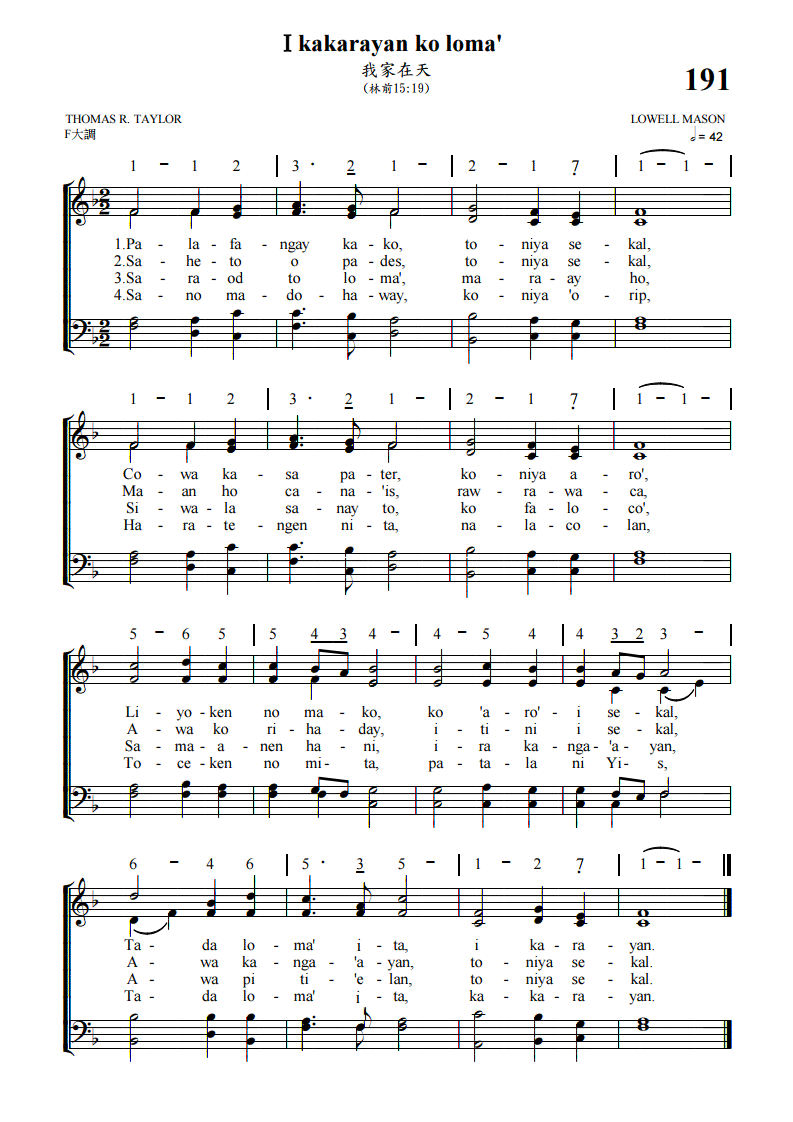 I kakarayan ko loma'
我家在天
(林前15:19)
191
THOMAS R. TAYLOR
LOWELL MASON
F大調
= 42
1 - 1 2 | 3 · 2 1 - | 2 - 1 7 | 1 - 1 - |
1.Pa - la - fa - ngay ka - ko, to - niya se - kal,
2.Sa - he - to o pa - des, to - niya se - kal,
3.Sa - ra - od to lo - ma', ma - ra - ay ho,
4.Sa - no ma - do - ha - way, ko - niya 'o - rip,
1 - 1 2 | 3 · 2 1 - | 2 - 1 7 | 1 - 1 - |
Co - wa ka - sa pa - ter, ko - niya a - ro',
Ma - an ho ca - na - 'is, raw - ra - wa - ca,
Si - wa - la sa - nay to, ko fa - lo - co',
Ha - ra - te - ngen ni - ta, na - la - co - lan,
5 - 6 5 | 5 4 3 4 - | 4 - 5 4 | 4 3 2 3 - |
Li - yo - ken no ma - ko, ko 'a - ro' - i se - kal,
A - wa ko ri - ha - day, i - ti - ni i se - kal,
Sa - ma - a - nen ha - ni, i ra ka - nga - 'a - yan,
To - ce - ken no mi - ta, pa - ta - la ni Yi - s,
6 - 4 6 | 5 · 3 5 - | 1 - 2 7 | 1 - 1 - ‖
Ta - da lo - ma' i - ta, i ka - ra - yan.
A - wa ka - nga - 'a - yan, to - niya se - kal.
A - wa pi ti - 'e - lan, to - niya se - kal.
Ta - da lo - ma' i - ta, ka - ka - ra - yan.